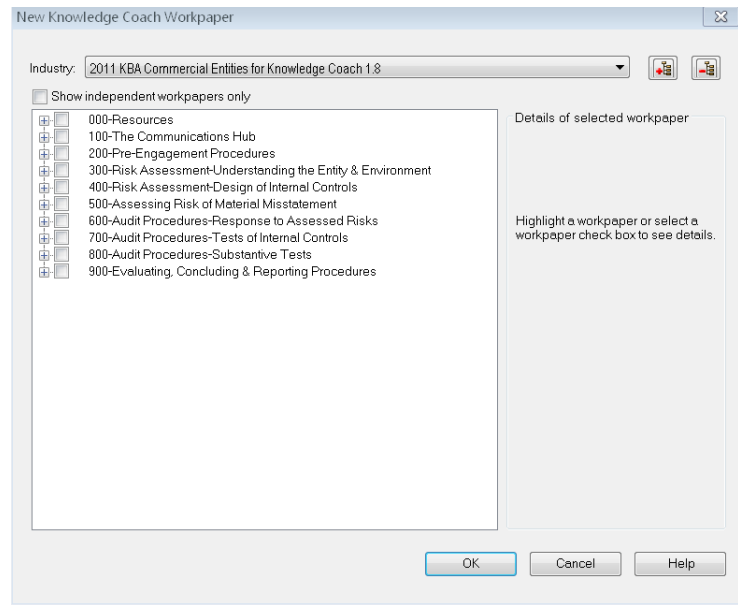 New Knowledge Coach Workpaper
Industry: 2011 KBA Commercial Entities for Knowledge Coach 1.8
Show independent workpapers only
000-Resources
100-The Communications Hub
200-Pre-Engagement Procedures
300-Risk Assessment-Understanding the Entity & Environment
400-Risk Assessment-Design of Internal Controls
500-Assessing Risk of Material Misstatement
600-Audit Procedures-Response to Assessed Risks
700-Audit Procedures-Tests of Internal Controls
800-Audit Procedures-Substantive Tests
900-Evaluating, Concluding & Reporting Procedures
Details of selected workpaper
Highlight a workpaper or select a
workpaper check box to see details.
OK Cancel Help